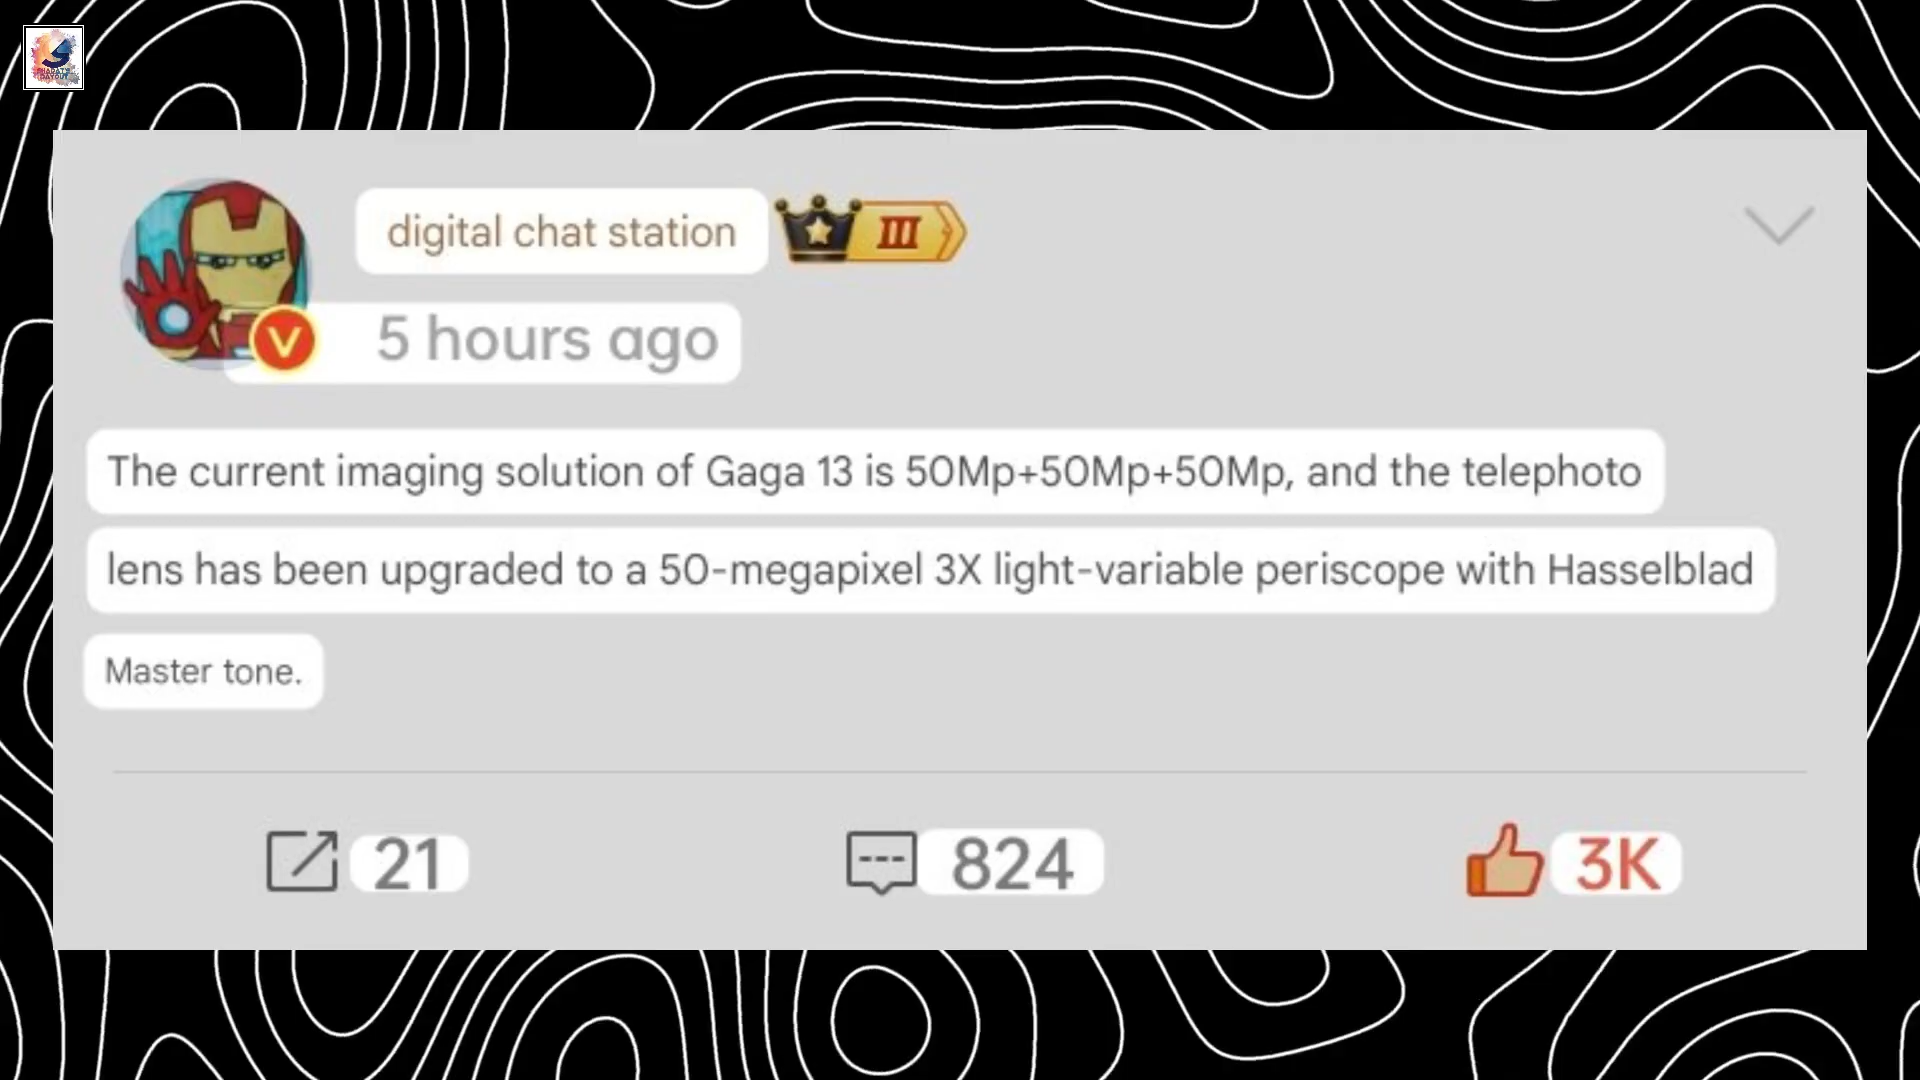 digital chat station
III
V
5 hours ago
The current imaging solution of Gaga 13 is 50Mp+50Mp+50Mp, and the telephoto
lens has been upgraded to a 50-megapixel 3X light-variable periscope with Hasselblad
Master tone.
21
824
3K